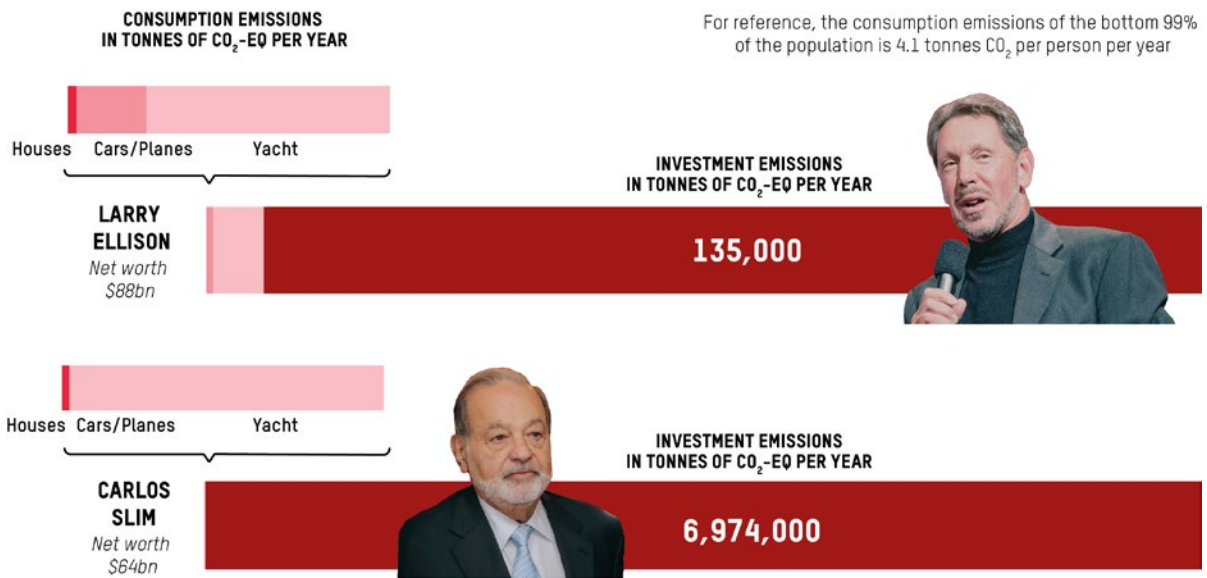 CONSUMPTION EMISSIONS
IN TONNES OF CO₂-EQ PER YEAR
For reference, the consumption emissions of the bottom 99%
of the population is 4.1 tonnes CO₂ per person per year
Houses Cars/Planes Yacht
INVESTMENT EMISSIONS
IN TONNES OF CO₂-EQ PER YEAR
LARRY
ELLISON
Net worth
$88bn
135,000
Houses Cars/Planes Yacht
INVESTMENT EMISSIONS
IN TONNES OF CO₂-EQ PER YEAR
CARLOS
SLIM
Net worth
$64bn
6,974,000